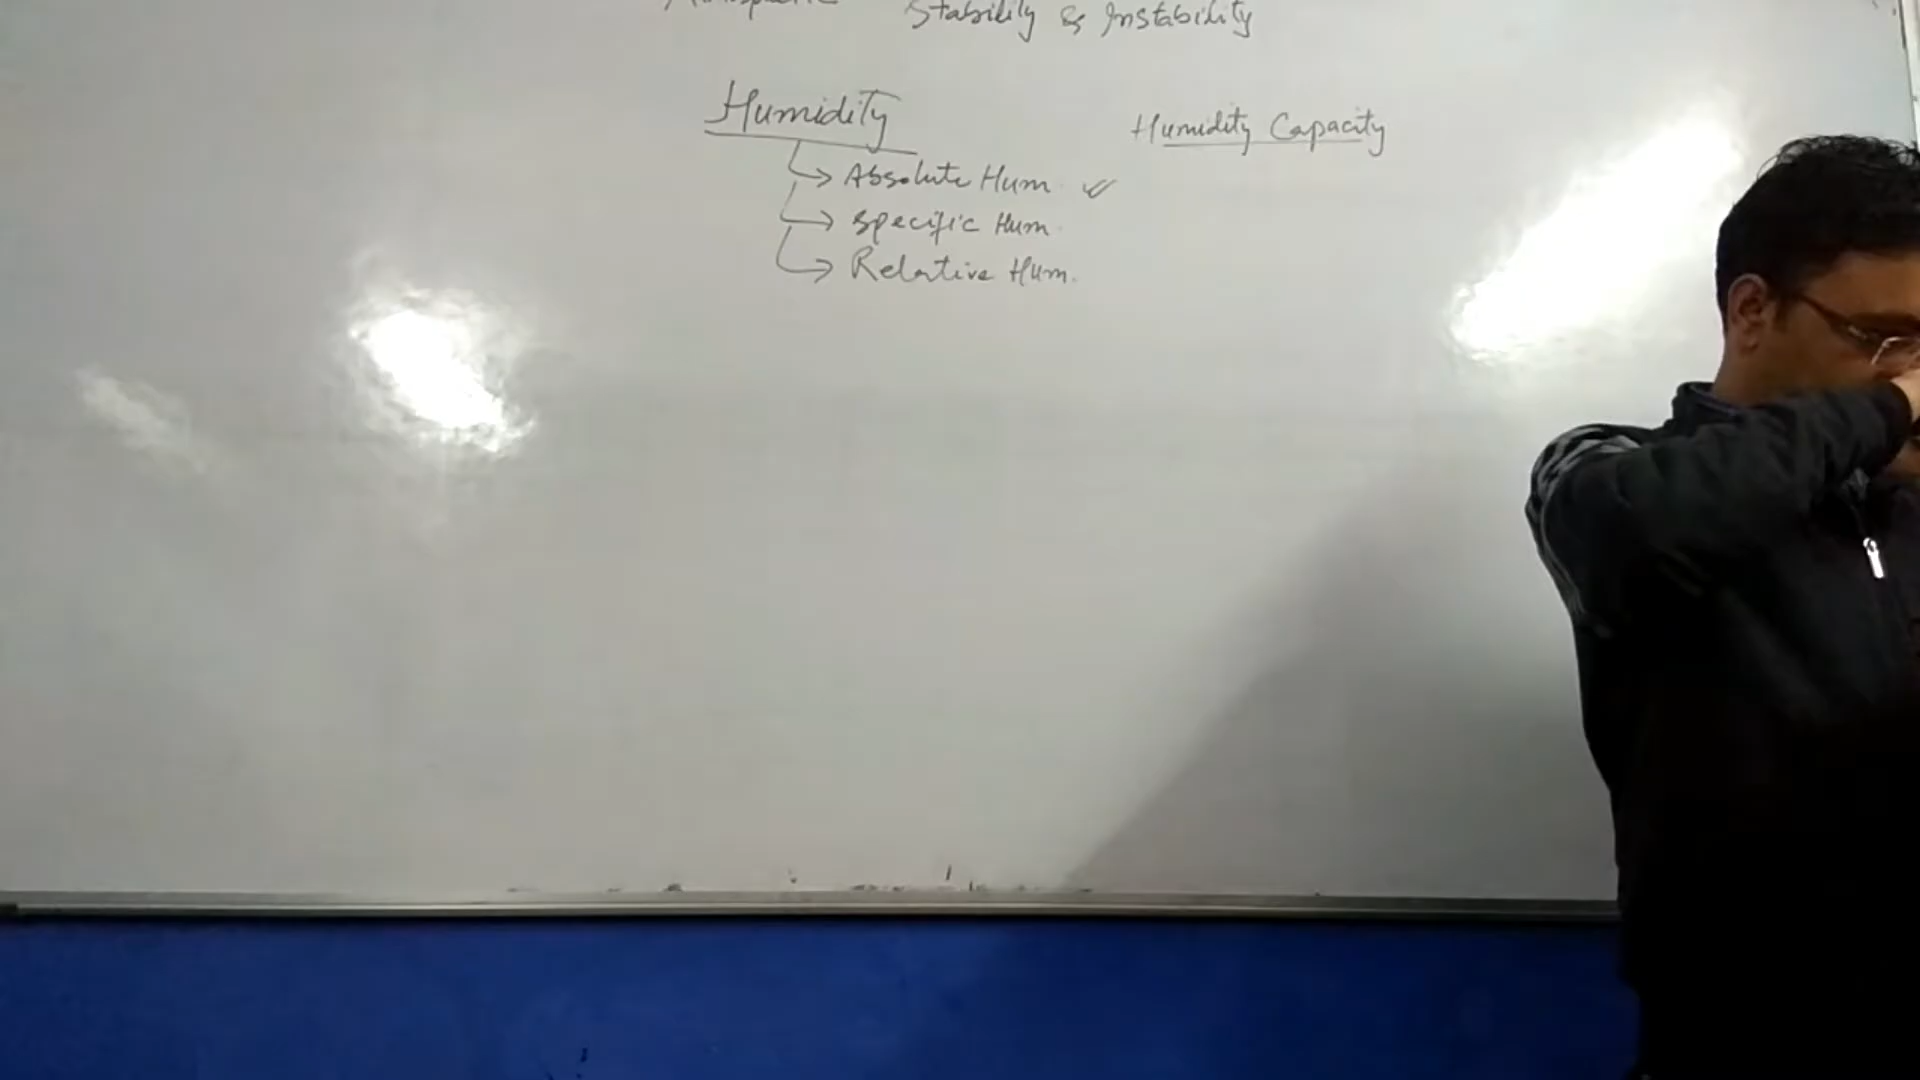 Stability & Instability
Humidity
Humidity Capacity
→ Absolute Hum. ✓
→ Specific Hum.
→ Relative Hum.